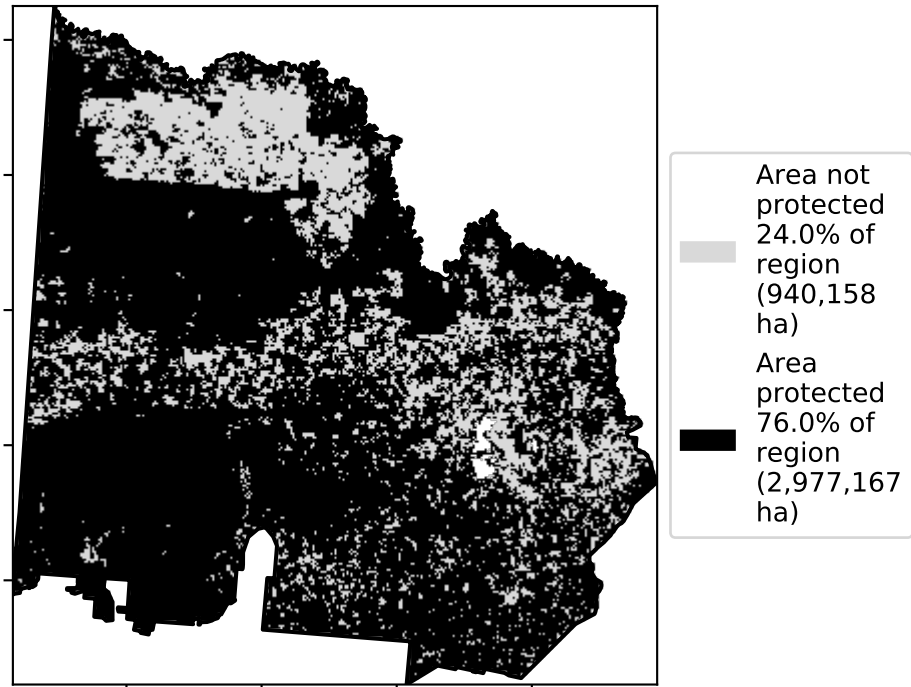 Area not
protected
24.0% of
region
(940,158
ha)
Area
protected
76.0% of
region
(2,977,167
ha)